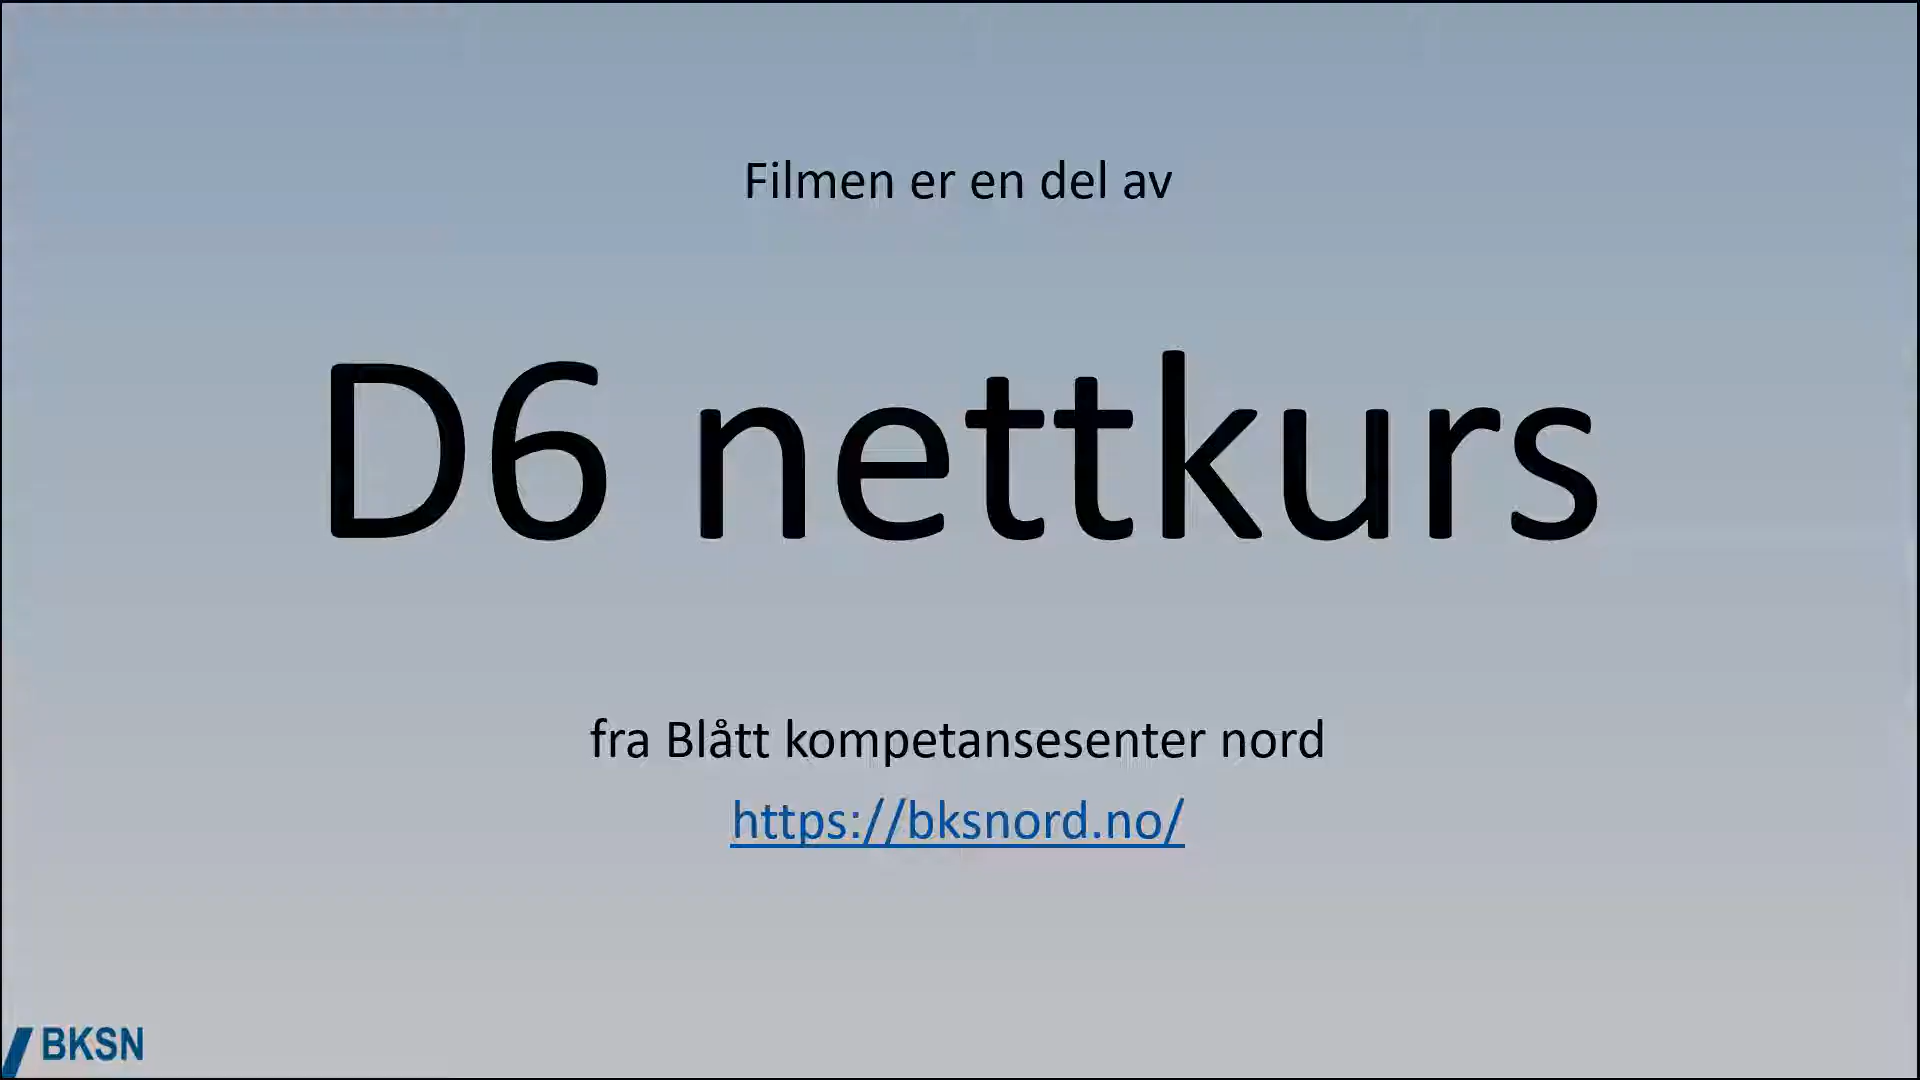 Filmen er en del av
D6 nettkurs
fra Blått kompetansesenter nord
https://bksnord.no/
BKSN